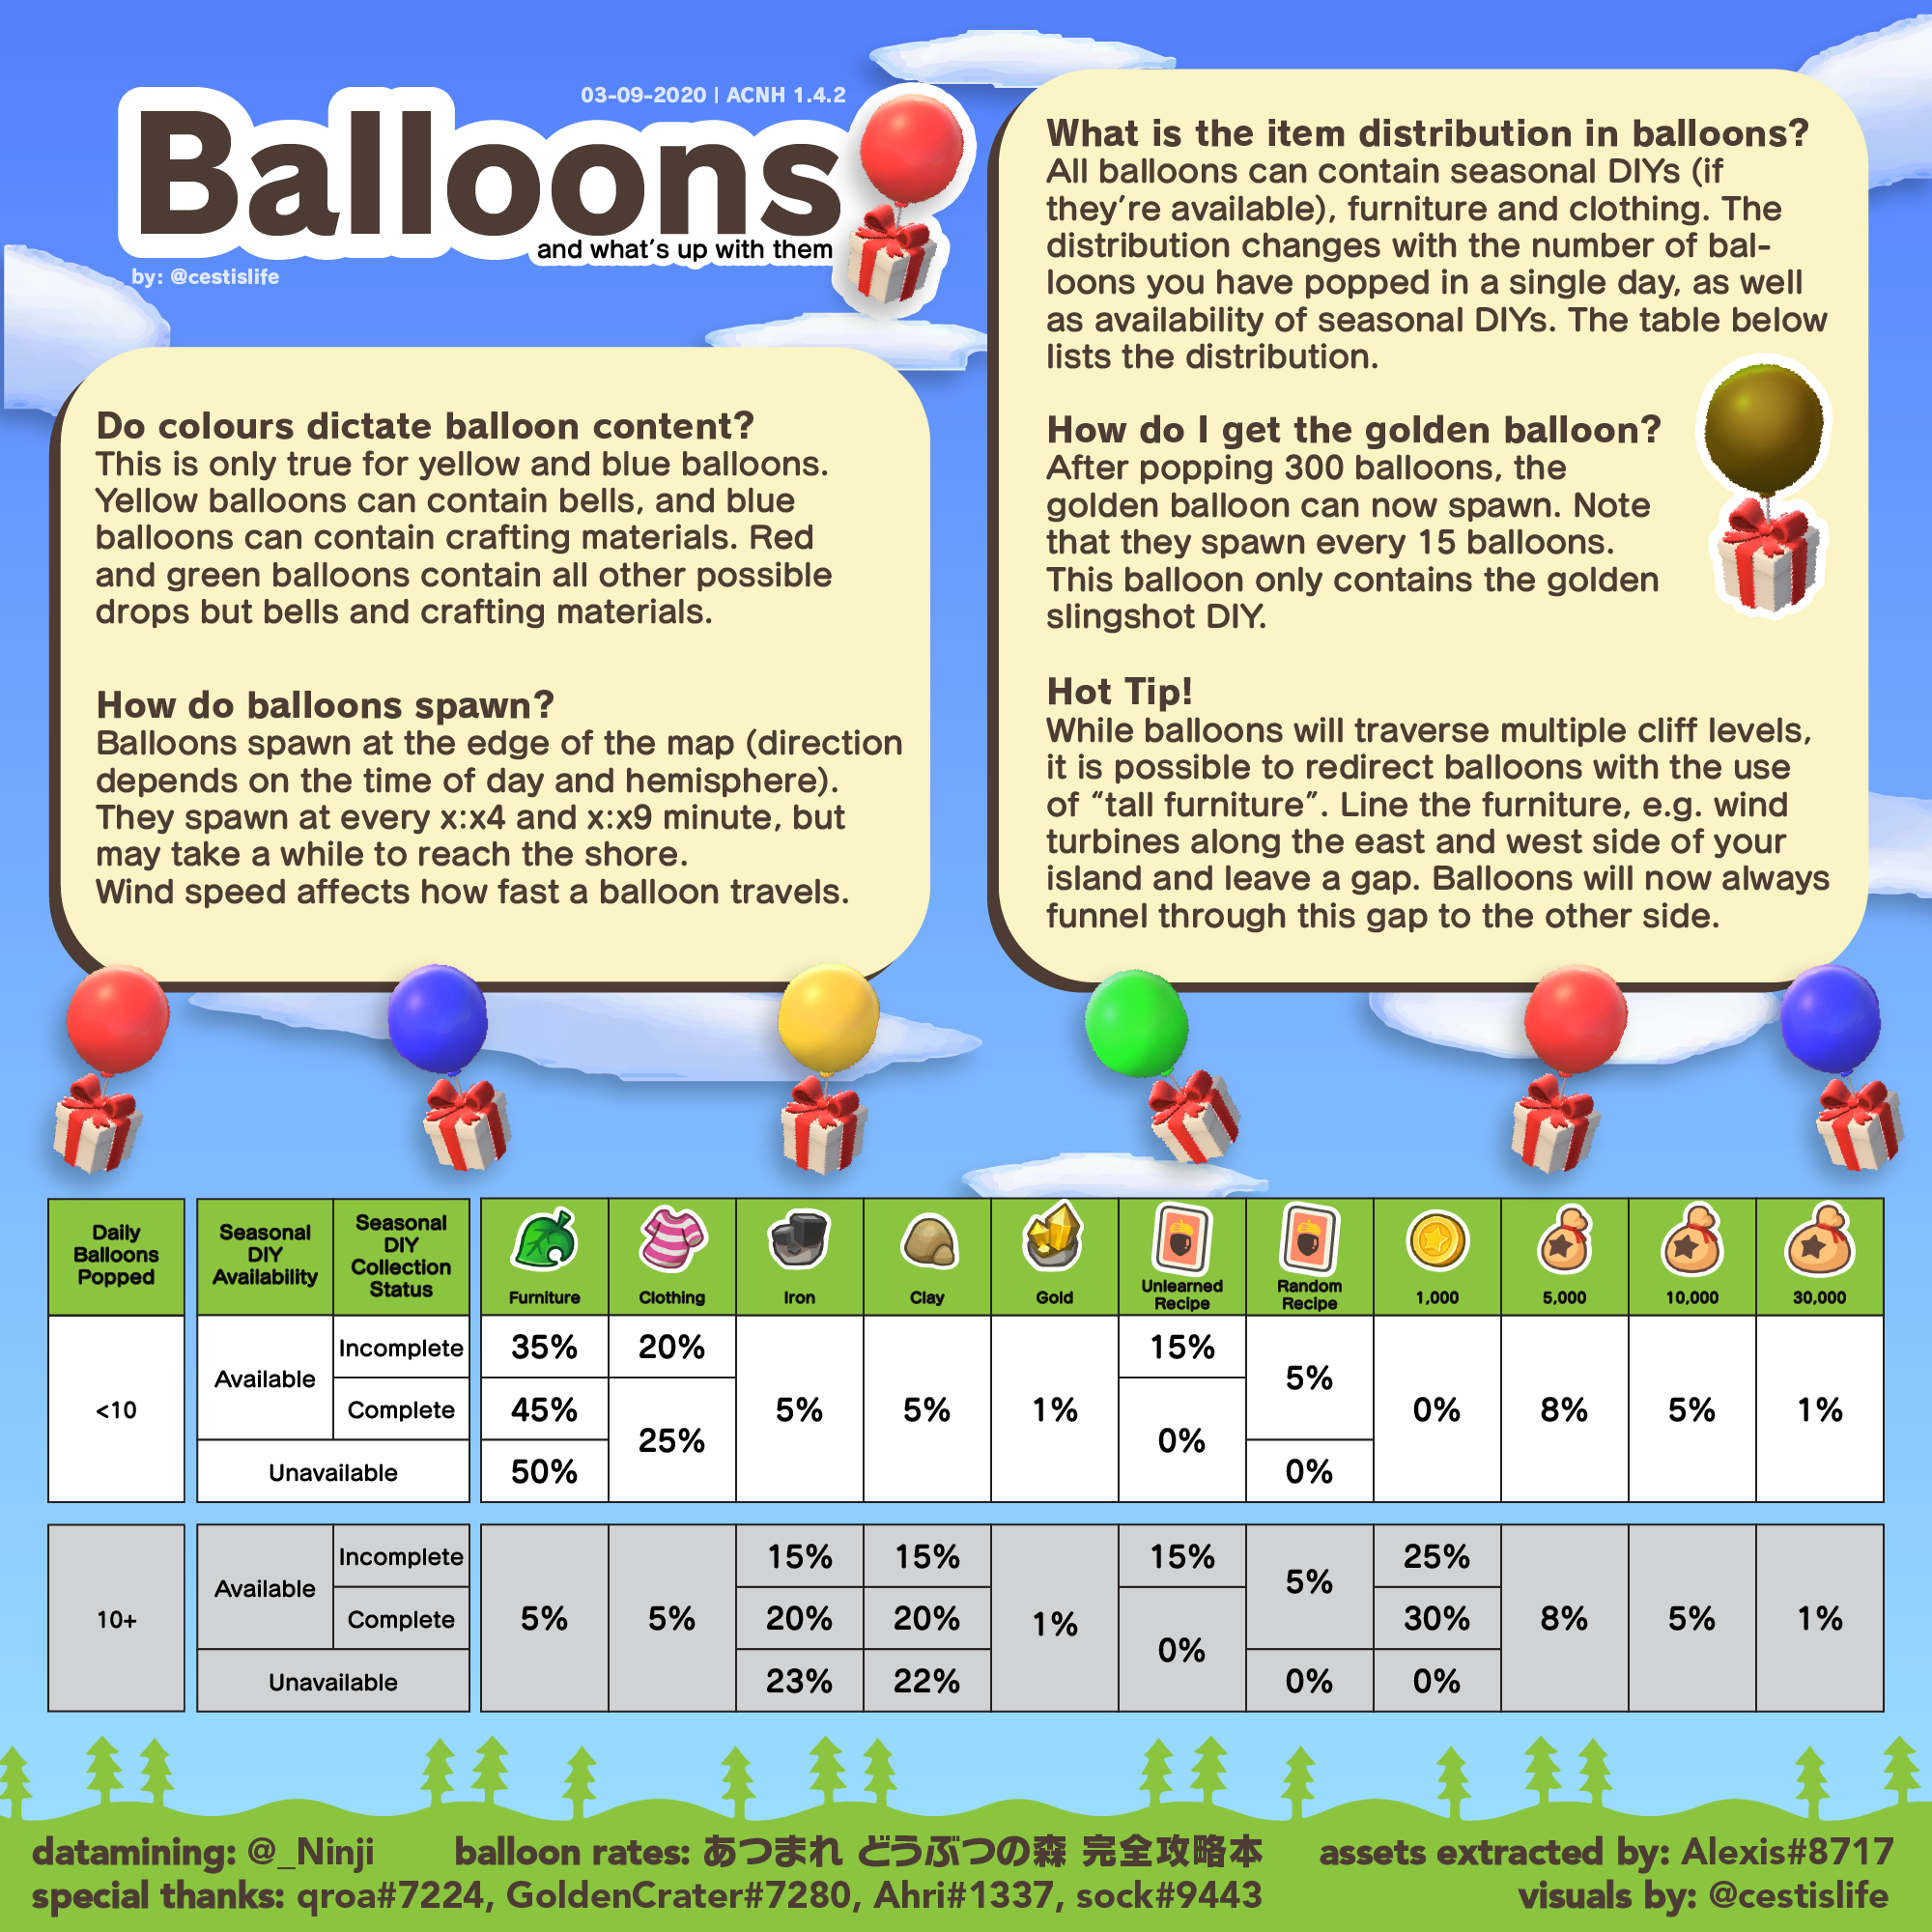 03-09-2020 | ACNH 1.4.2
Balloons
and what's up with them
by: @cestislife
Do colours dictate balloon content?
This is only true for yellow and blue balloons.
Yellow balloons can contain bells, and blue
balloons can contain crafting materials. Red
and green balloons contain all other possible
drops but bells and crafting materials.
How do balloons spawn?
Balloons spawn at the edge of the map (direction
depends on the time of day and hemisphere).
They spawn at every x:x4 and x:x9 minute, but
may take a while to reach the shore.
Wind speed affects how fast a balloon travels.
What is the item distribution in balloons?
All balloons can contain seasonal DIYs (if
they're available), furniture and clothing. The
distribution changes with the number of bal-
loons you have popped in a single day, as well
as availability of seasonal DIYs. The table below
lists the distribution.
How do I get the golden balloon?
After popping 300 balloons, the
golden balloon can now spawn. Note
that they spawn every 15 balloons.
This balloon only contains the golden
slingshot DIY.
Hot Tip!
While balloons will traverse multiple cliff levels,
it is possible to redirect balloons with the use
of “tall furniture”. Line the furniture, e.g. wind
turbines along the east and west side of your
island and leave a gap. Balloons will now always
funnel through this gap to the other side.
Daily
Balloons
Popped
Seasonal
DIY
Availability
Seasonal
DIY
Collection
Status
Furniture
Clothing
Iron
Clay
Gold
Unlearned
Recipe
Random
Recipe
1,000
5,000
10,000
30,000
<10
Available
Incomplete
Complete
Unavailable
35%
45%
50%
20%
25%
5%
5%
1%
15%
0%
5%
0%
0%
8%
5%
1%
10+
Available
Incomplete
Complete
Unavailable
5%
5%
15%
20%
23%
15%
20%
22%
1%
15%
0%
5%
0%
25%
30%
0%
8%
5%
1%
datamining: @_Ninji
balloon rates: あつまれ どうぶつの森 完全攻略本
assets extracted by: Alexis#8717
special thanks: qroa#7224, GoldenCrater#7280, Ahri#1337, sock#9443
visuals by: @cestislife